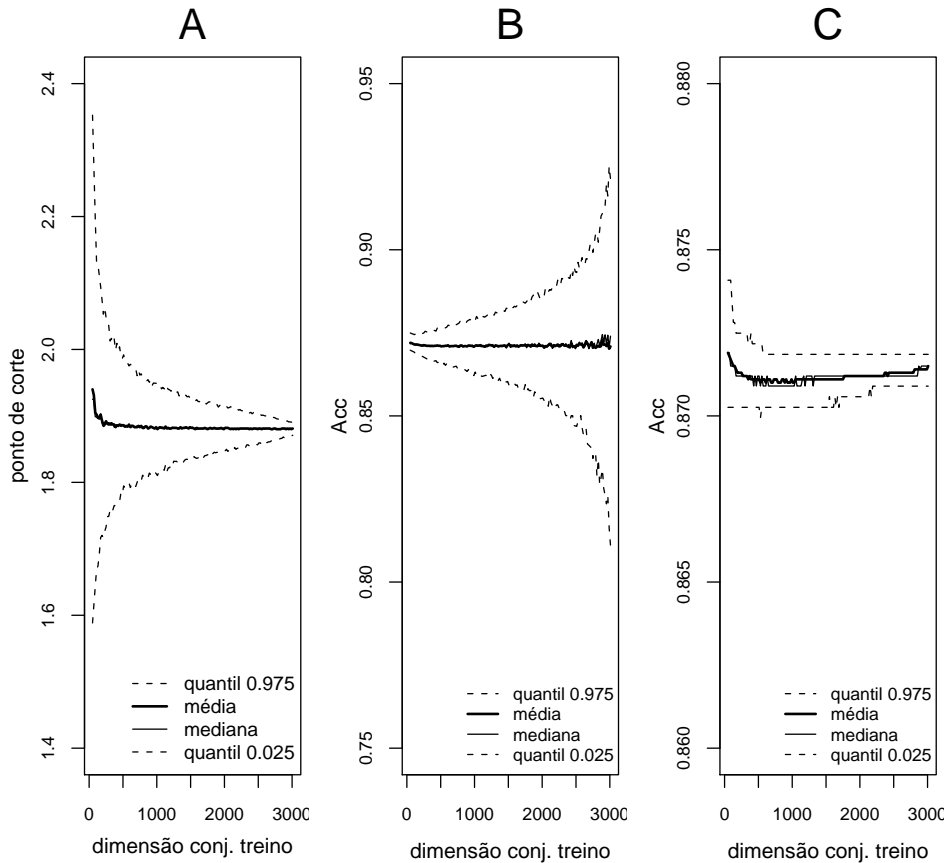 A
ponto de corte
2.4
2.2
2.0
1.8
1.6
1.4
quantil 0.975
média
mediana
quantil 0.025
0 1000 3000
dimensão conj. treino
B
Acc
0.95
0.90
0.85
0.80
0.75
quantil 0.975
média
mediana
quantil 0.025
0 1000 3000
dimensão conj. treino
C
Acc
0.880
0.875
0.870
0.865
0.860
quantil 0.975
média
mediana
quantil 0.025
0 1000 3000
dimensão conj. treino